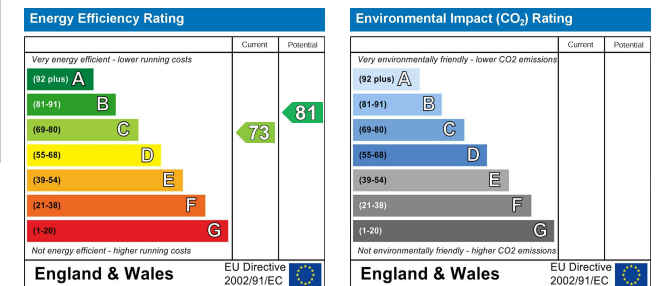 Energy Efficiency Rating
Current Potential
Very energy efficient - lower running costs
(92 plus) A
(81-91) B
(69-80) C
(55-68) D
(39-54) E
(21-38) F
(1-20) G
73
81
Not energy efficient - higher running costs
England & Wales
EU Directive
2002/91/EC
Environmental Impact (CO₂) Rating
Current Potential
Very environmentally friendly - lower CO2 emissions
(92 plus) A
(81-91) B
(69-80) C
(55-68) D
(39-54) E
(21-38) F
(1-20) G
Not environmentally friendly - higher CO2 emissions
England & Wales
EU Directive
2002/91/EC